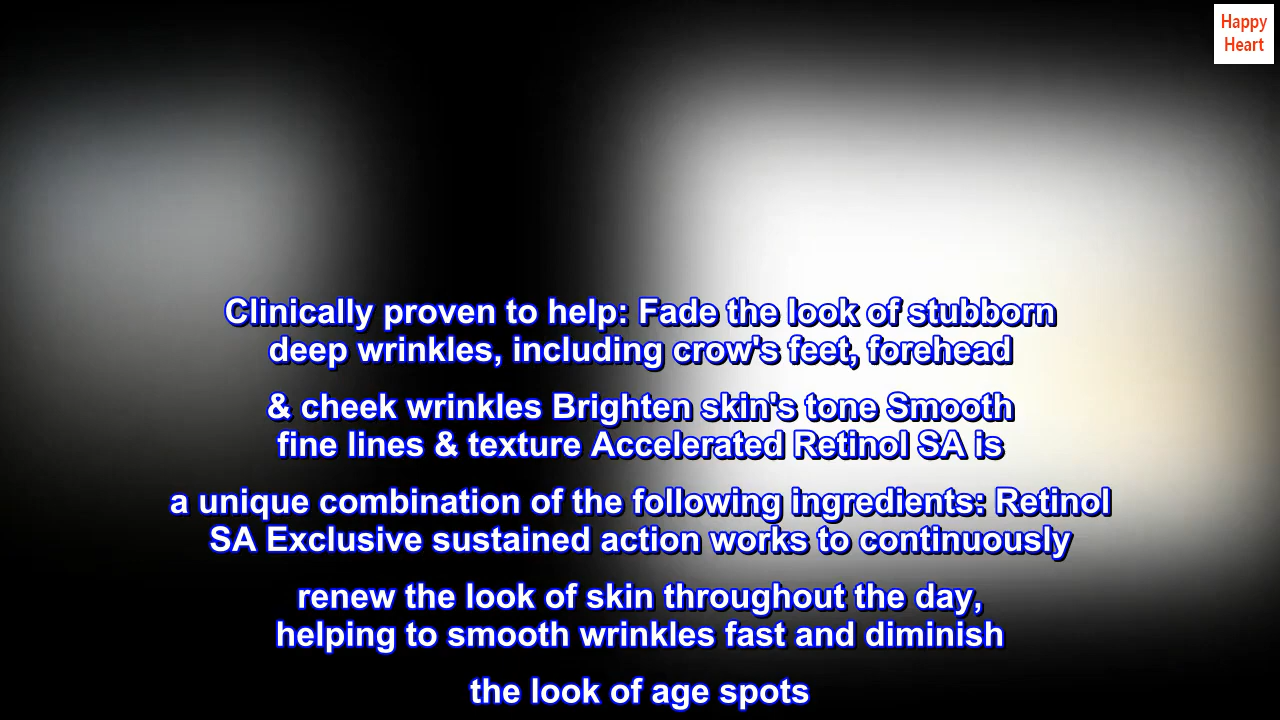 Happy
Heart
Clinically proven to help: Fade the look of stubborn
deep wrinkles, including crow's feet, forehead
& cheek wrinkles Brighten skin's tone Smooth
fine lines & texture Accelerated Retinol SA is
a unique combination of the following ingredients: Retinol
SA Exclusive sustained action works to continuously
renew the look of skin throughout the day,
helping to smooth wrinkles fast and diminish
the look of age spots